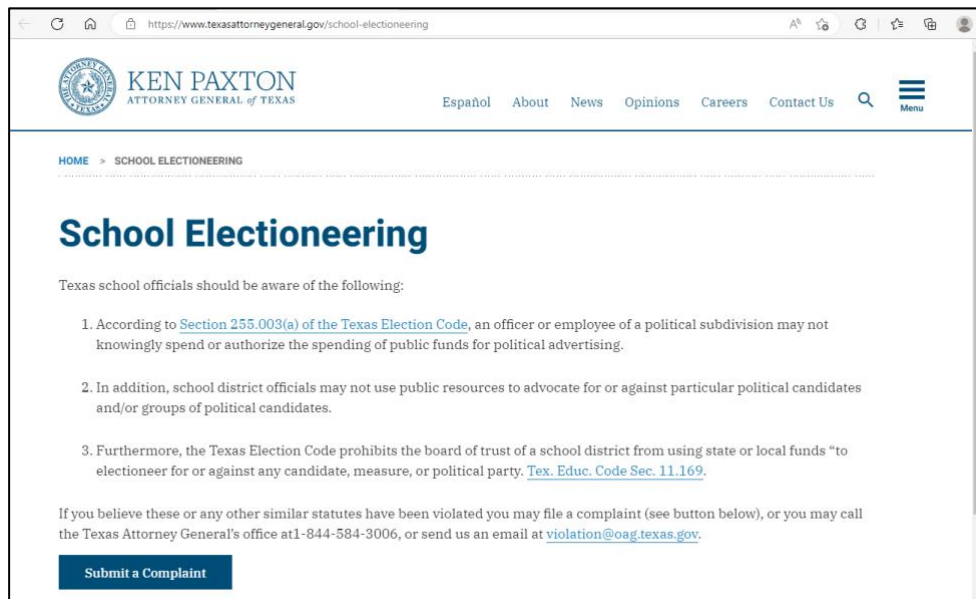 https://www.texasattorneygeneral.gov/school-electioneering
KEN PAXTON
ATTORNEY GENERAL of TEXAS
Español About News Opinions Careers Contact Us
Menu
HOME > SCHOOL ELECTIONEERING
School Electioneering
Texas school officials should be aware of the following:
1. According to Section 255.003(a) of the Texas Election Code, an officer or employee of a political subdivision may not
knowingly spend or authorize the spending of public funds for political advertising.
2. In addition, school district officials may not use public resources to advocate for or against particular political candidates
and/or groups of political candidates.
3. Furthermore, the Texas Election Code prohibits the board of trust of a school district from using state or local funds “to
electioneer for or against any candidate, measure, or political party. Tex. Educ. Code Sec. 11.169.
If you believe these or any other similar statutes have been violated you may file a complaint (see button below), or you may call
the Texas Attorney General’s office at1-844-584-3006, or send us an email at violation@oag.texas.gov.
Submit a Complaint